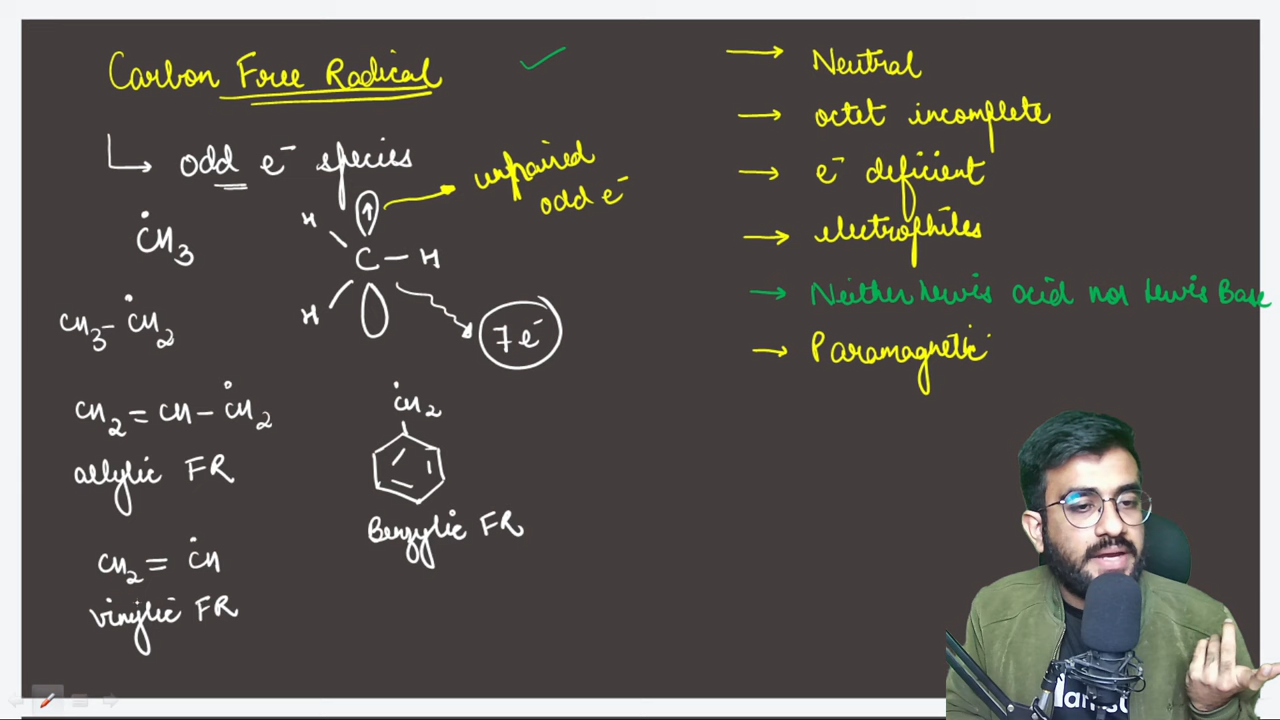 Carbon Free Radical
odd e⁻ species
unpaired
odd e⁻
ĊH₃
H
C – H
H
7 e⁻
CH₃ – ĊH₂
CH₂ = CH – ĊH₂
allylic FR
ĊH₂
Benzylic FR
CH₂ = ĊH
vinylic FR
→ Neutral
→ octet incomplete
→ e⁻ deficient
→ electrophiles
→ Neither Lewis acid nor Lewis Base
→ Paramagnetic